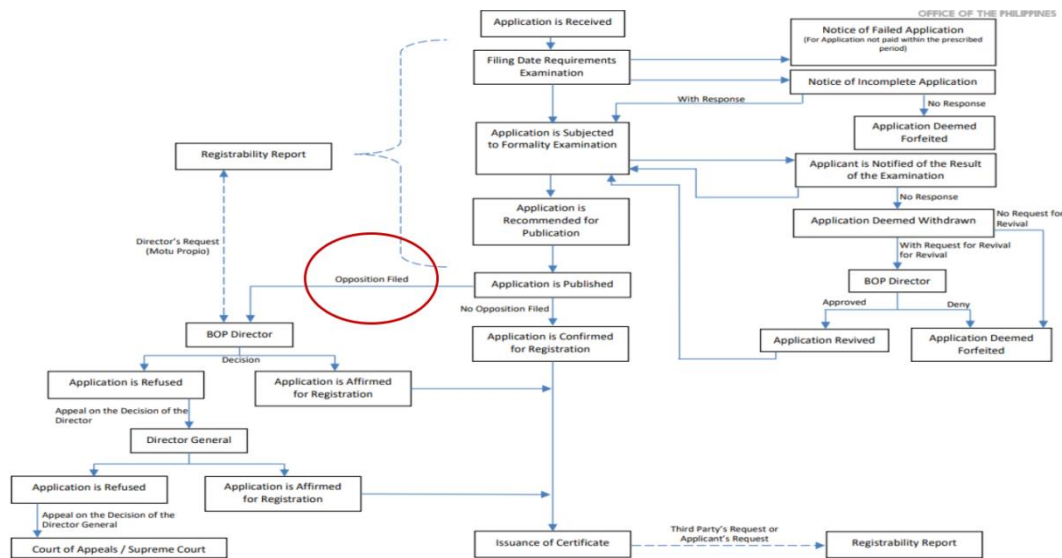 OFFICE OF THE PHILIPPINES
Application is Received
Notice of Failed Application
(For Application not paid within the prescribed
period)
Filing Date Requirements
Examination
Notice of Incomplete Application
With Response
No Response
Application is Subjected
to Formality Examination
Application Deemed
Forfeited
Registrability Report
Applicant is Notified of the Result
of the Examination
No Response
Application is
Recommended for
Publication
Application Deemed Withdrawn
No Request for
Revival
Director's Request
(Motu Propio)
With Request for Revival
for Revival
Opposition Filed
Application is Published
BOP Director
No Opposition Filed
Approved
Deny
BOP Director
Application is Confirmed
for Registration
Application Revived
Application Deemed
Forfeited
Decision
Application is Refused
Application is Affirmed
for Registration
Appeal on the Decision of the
Director
Director General
Application is Refused
Application is Affirmed
for Registration
Appeal on the Decision of the
Director General
Court of Appeals / Supreme Court
Issuance of Certificate
Third Party's Request or
Applicant's Request
Registrability Report